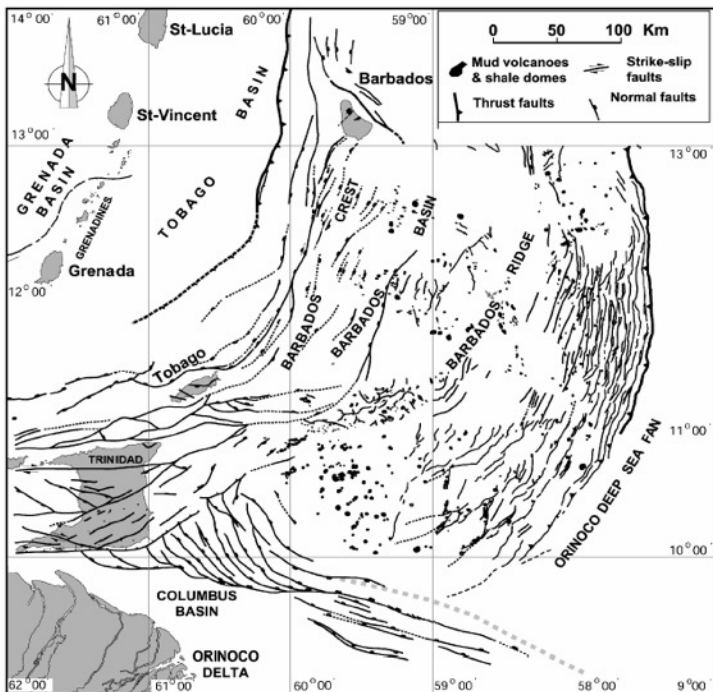 14°00'
61°00'
60°00'
59°00'
0 50 100 Km
Mud volcanoes
& shale domes
Strike-slip
faults
Thrust faults
Normal faults
St-Lucia
N
Barbados
St-Vincent
TOBAGO BASIN
13°00'
13°00'
GRENADA
BASIN
GRENADINES
Grenada
12°00'
12°00
BARBADOS CREST
BARBADOS BASIN
BARBADOS RIDGE
Tobago
11°00
TRINIDAD
ORINOCO DEEP SEA FAN
10°00
COLUMBUS
BASIN
ORINOCO
DELTA
62°00
61°00
60°00
59°00
58°00'
9°00'